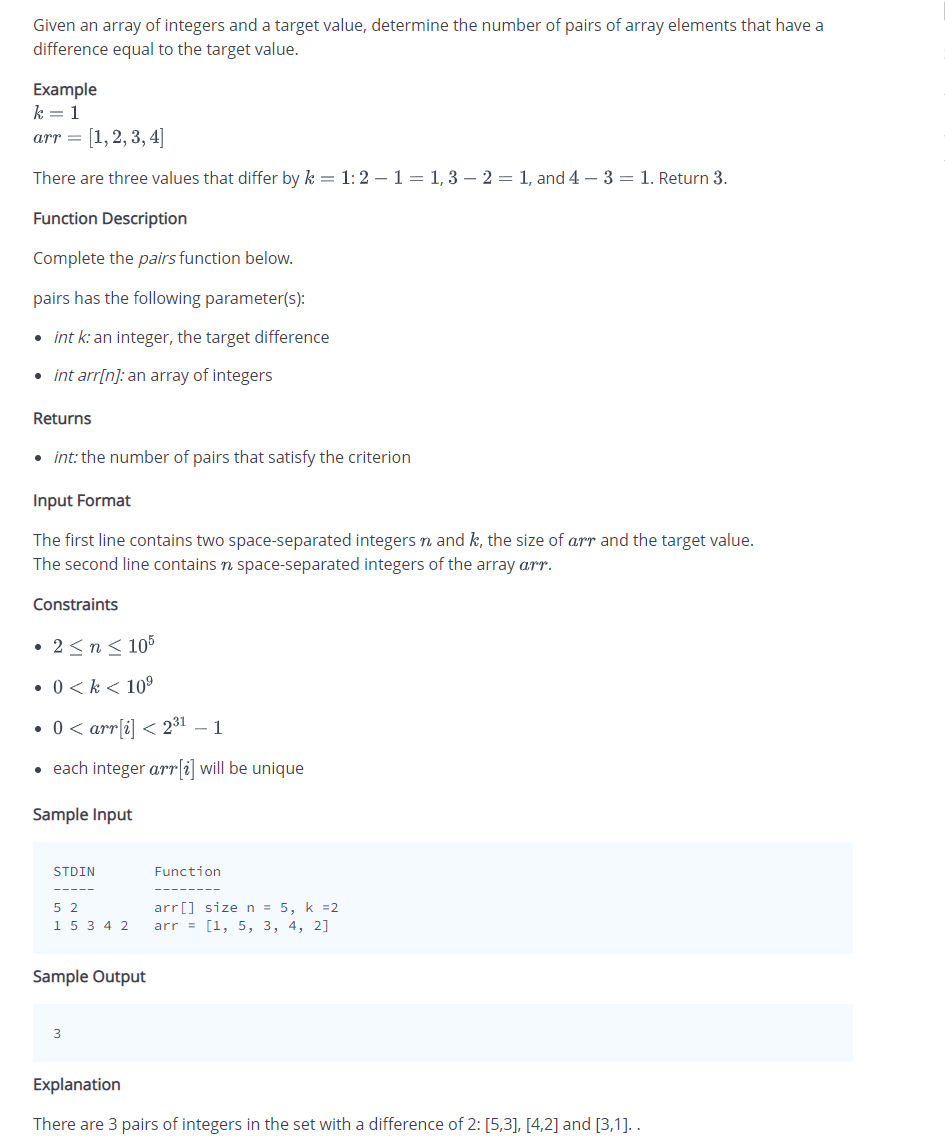 Given an array of integers and a target value, determine the number of pairs of array elements that have a
difference equal to the target value.
Example
k = 1
arr = [1, 2, 3, 4]
There are three values that differ by k = 1: 2 − 1 = 1, 3 − 2 = 1, and 4 − 3 = 1. Return 3.
Function Description
Complete the pairs function below.
pairs has the following parameter(s):
• int k: an integer, the target difference
• int arr[n]: an array of integers
Returns
• int: the number of pairs that satisfy the criterion
Input Format
The first line contains two space-separated integers n and k, the size of arr and the target value.
The second line contains n space-separated integers of the array arr.
Constraints
• 2 ≤ n ≤ 10⁵
• 0 < k < 10⁹
• 0 < arr[i] < 2³¹ − 1
• each integer arr[i] will be unique
Sample Input
STDIN       Function
-----       --------
5 2         arr[] size n = 5, k =2
1 5 3 4 2   arr = [1, 5, 3, 4, 2]
Sample Output
3
Explanation
There are 3 pairs of integers in the set with a difference of 2: [5,3], [4,2] and [3,1]. .